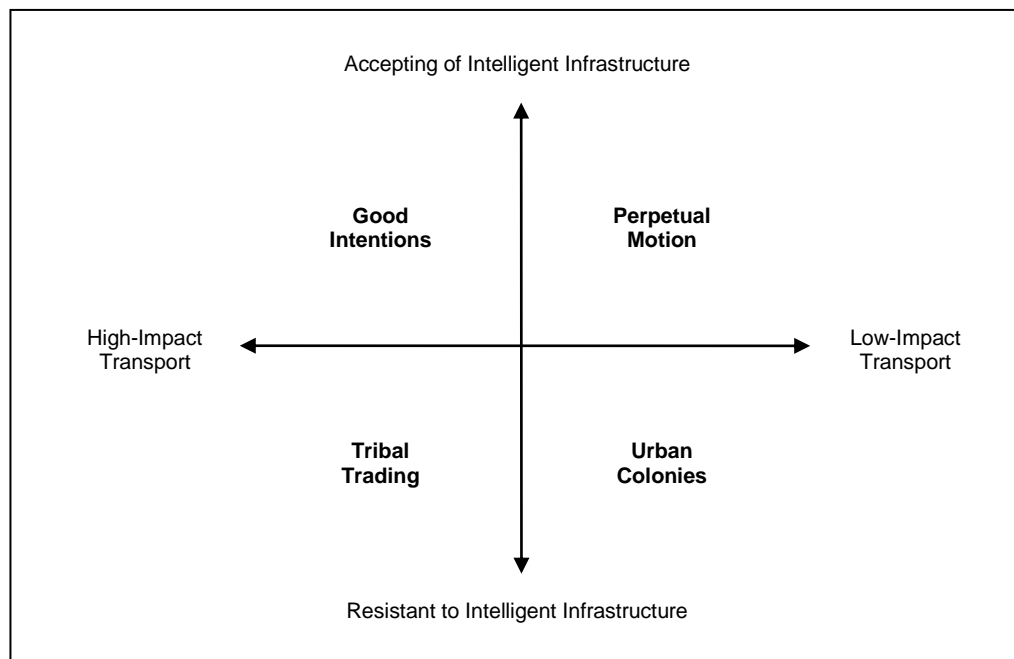 Accepting of Intelligent Infrastructure
Good
Intentions
Perpetual
Motion
High-Impact
Transport
Low-Impact
Transport
Tribal
Trading
Urban
Colonies
Resistant to Intelligent Infrastructure